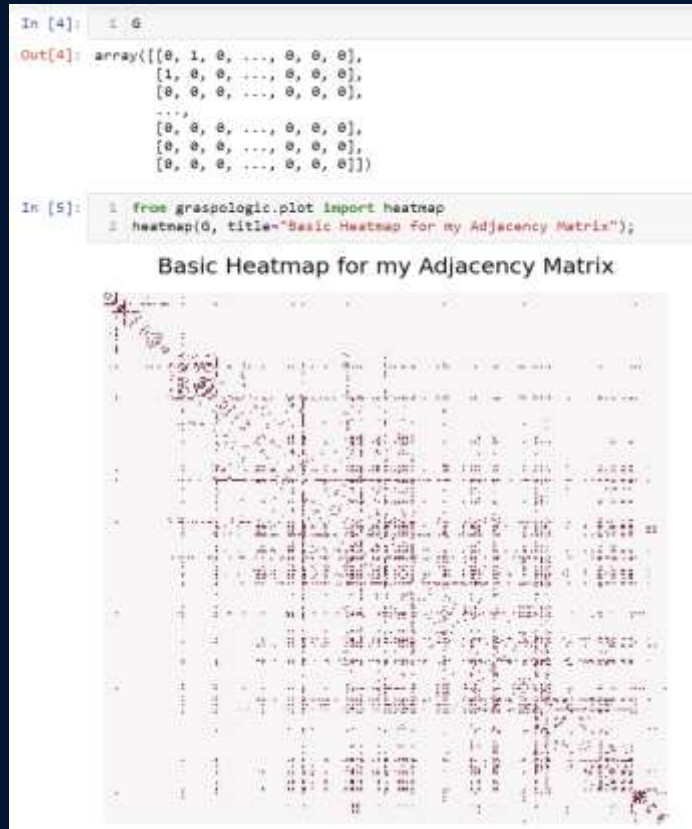 In [4]: 1 G
Out[4]: array([[0, 1, 0, ..., 0, 0, 0],
[1, 0, 0, ..., 0, 0, 0],
[0, 0, 0, ..., 0, 0, 0],
...,
[0, 0, 0, ..., 0, 0, 0],
[0, 0, 0, ..., 0, 0, 0],
[0, 0, 0, ..., 0, 0, 0]])
In [5]: 1 from graspologic.plot import heatmap
2 heatmap(G, title="Basic Heatmap for my Adjacency Matrix");
Basic Heatmap for my Adjacency Matrix